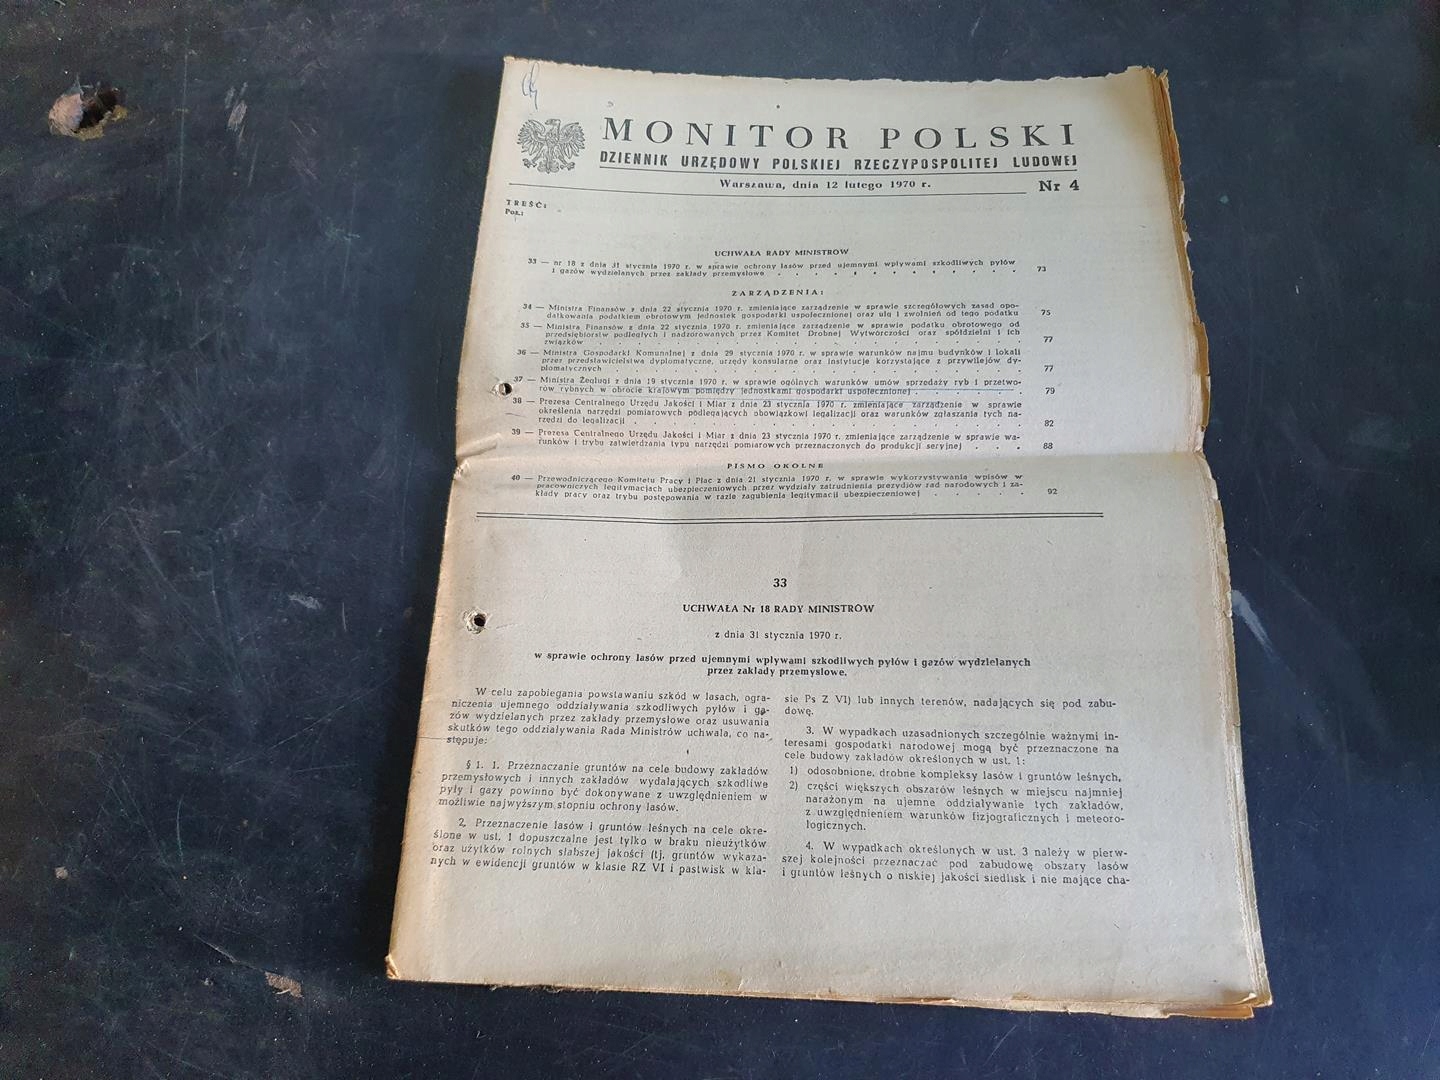 MONITOR POLSKI
DZIENNIK URZĘDOWY POLSKIEJ RZECZYPOSPOLITEJ LUDOWEJ
Warszawa, dnia 12 lutego 1970 r.
Nr 4
TREŚĆ:
Poz.:
UCHWAŁA RADY MINISTRÓW
33 — nr 18 z dnia 31 stycznia 1970 r. w sprawie ochrony lasów przed ujemnymi wpływami szkodliwych pyłów
i gazów wydzielanych przez zakłady przemysłowe . . . . . . . . . . 73
ZARZĄDZENIA:
34 — Ministra Finansów z dnia 22 stycznia 1970 r. zmieniające zarządzenie w sprawie szczegółowych zasad opo-
datkowania podatkiem obrotowym jednostek gospodarki uspołecznionej oraz ulg i zwolnień od tego podatku 75
35 — Ministra Finansów z dnia 22 stycznia 1970 r. zmieniające zarządzenie w sprawie podatku obrotowego od
przedsiębiorstw podległych i nadzorowanych przez Komitet Drobnej Wytwórczości oraz spółdzielni i ich
związków . . . . . . . . . . . . . . . . 77
36 — Ministra Gospodarki Komunalnej z dnia 29 stycznia 1970 r. w sprawie warunków najmu budynków i lokali
przez przedstawicielstwa dyplomatyczne, urzędy konsularne oraz instytucje korzystające z przywilejów dy-
plomatycznych . . . . . . . . . . . . . . . 77
37 — Ministra Żeglugi z dnia 19 stycznia 1970 r. w sprawie ogólnych warunków umów sprzedaży ryb i przetwo-
rów rybnych w obrocie krajowym pomiędzy jednostkami gospodarki uspołecznionej . . . . 79
38 — Prezesa Centralnego Urzędu Jakości i Miar z dnia 23 stycznia 1970 r. zmieniające zarządzenie w sprawie
określenia narzędzi pomiarowych podlegających obowiązkowi legalizacji oraz warunków zgłaszania tych na-
rzędzi do legalizacji . . . . . . . . . . . . . . 82
39 — Prezesa Centralnego Urzędu Jakości i Miar z dnia 23 stycznia 1970 r. zmieniające zarządzenie w sprawie wa-
runków i trybu zatwierdzania typu narzędzi pomiarowych przeznaczonych do produkcji seryjnej . . . 88
PISMO OKÓLNE
40 — Przewodniczącego Komitetu Pracy i Płac z dnia 21 stycznia 1970 r. w sprawie wykorzystywania wpisów w
pracowniczych legitymacjach ubezpieczeniowych przez wydziały zatrudnienia prezydiów rad narodowych i za-
kłady pracy oraz trybu postępowania w razie zagubienia legitymacji ubezpieczeniowej . . . . . 92
33
UCHWAŁA Nr 18 RADY MINISTRÓW
z dnia 31 stycznia 1970 r.
w sprawie ochrony lasów przed ujemnymi wpływami szkodliwych pyłów i gazów wydzielanych
przez zakłady przemysłowe.
W celu zapobiegania powstawaniu szkód w lasach, ogra-
niczenia ujemnego oddziaływania szkodliwych pyłów i ga-
zów wydzielanych przez zakłady przemysłowe oraz usuwania
skutków tego oddziaływania Rada Ministrów uchwala, co na-
stępuje:
§ 1. 1. Przeznaczanie gruntów na cele budowy zakładów
przemysłowych i innych zakładów wydalających szkodliwe
pyły i gazy powinno być dokonywane z uwzględnieniem w
możliwie najwyższym stopniu ochrony lasów.
2. Przeznaczenie lasów i gruntów leśnych na cele okre-
ślone w ust. 1 dopuszczalne jest tylko w braku nieużytków
oraz użytków rolnych słabszej jakości (tj. gruntów wykaza-
nych w ewidencji gruntów w klasie RZ VI i pastwisk w kla-
sie Ps Z VI) lub innych terenów, nadających się pod zabu-
dowę.
3. W wypadkach uzasadnionych szczególnie ważnymi in-
teresami gospodarki narodowej mogą być przeznaczone na
cele budowy zakładów określonych w ust. 1:
1) odosobnione, drobne kompleksy lasów i gruntów leśnych,
2) części większych obszarów leśnych w miejscu najmniej
narażonym na ujemne oddziaływanie tych zakładów,
z uwzględnieniem warunków fizjograficznych i meteoro-
logicznych.
4. W wypadkach określonych w ust. 3 należy w pierw-
szej kolejności przeznaczać pod zabudowę obszary lasów
i gruntów leśnych o niskiej jakości siedlisk i nie mające cha-